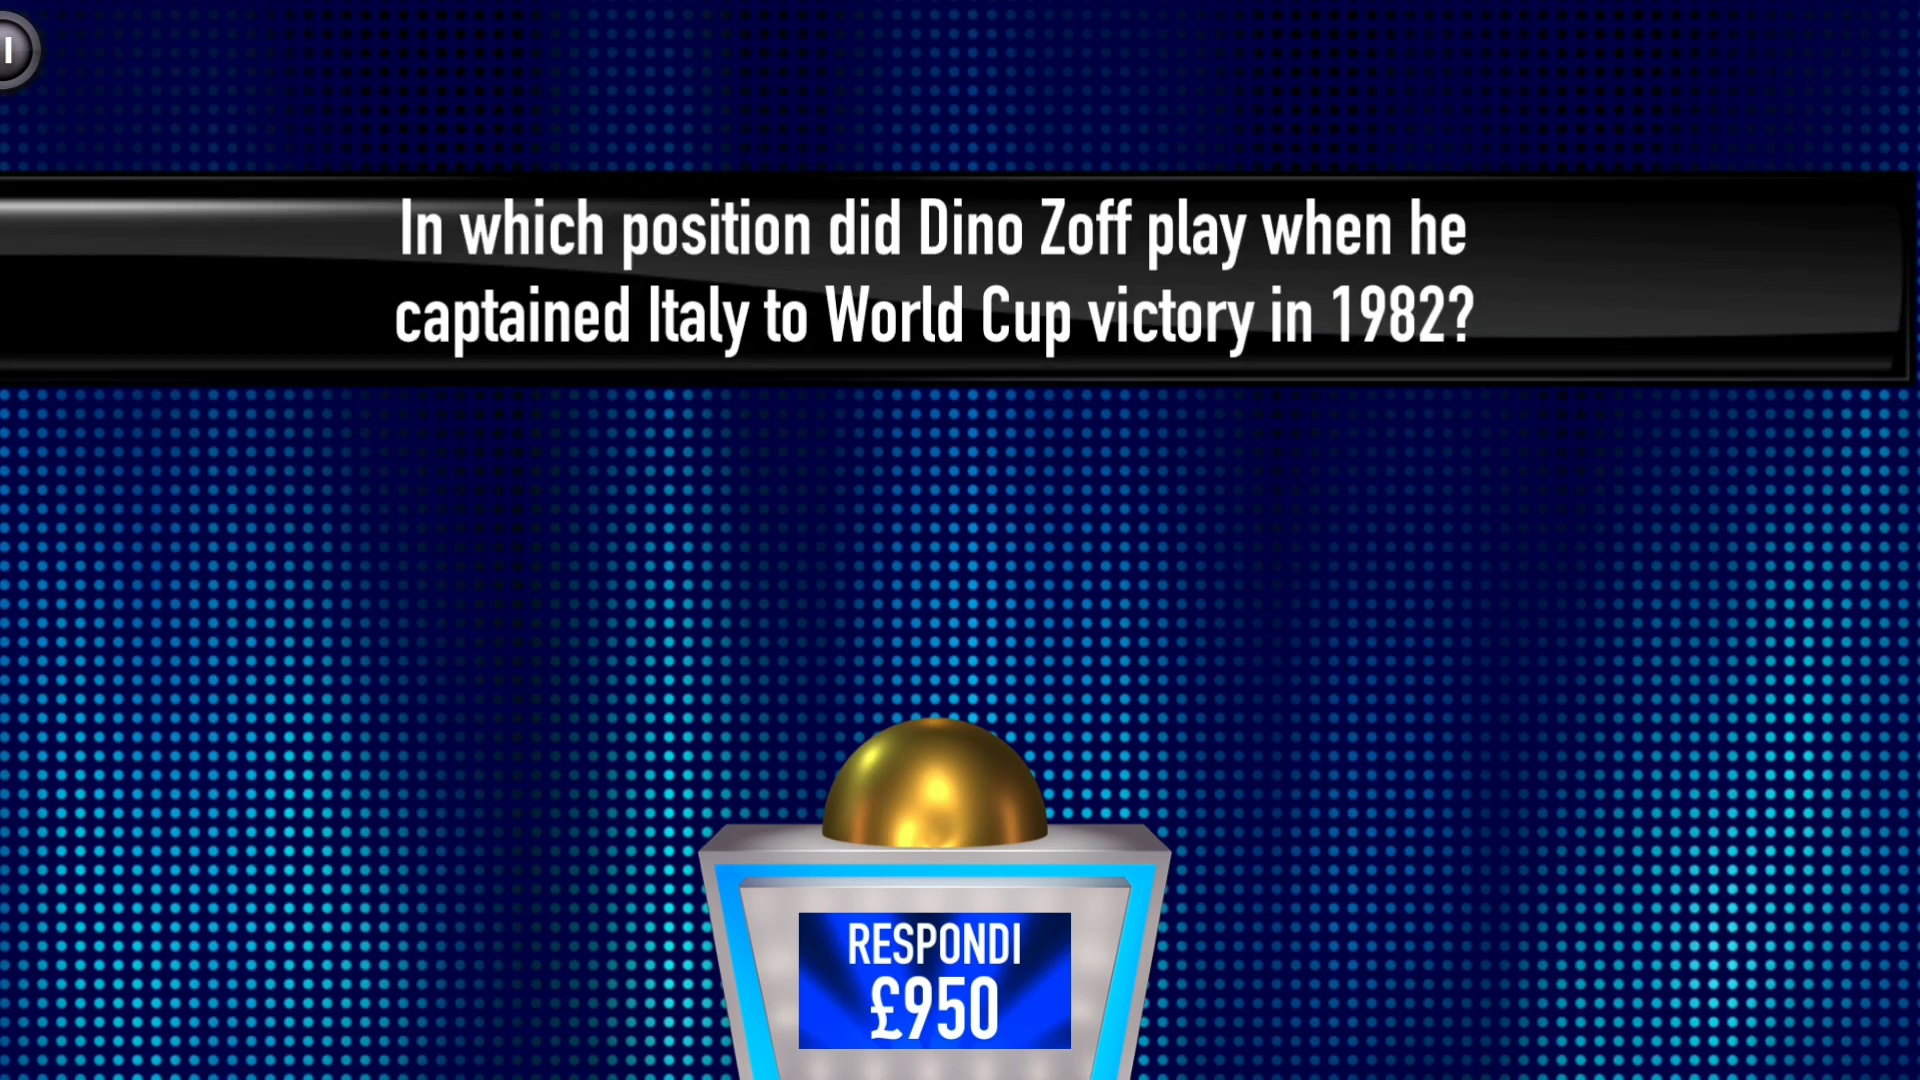 In which position did Dino Zoff play when he
captained Italy to World Cup victory in 1982?
RESPONDI
£950